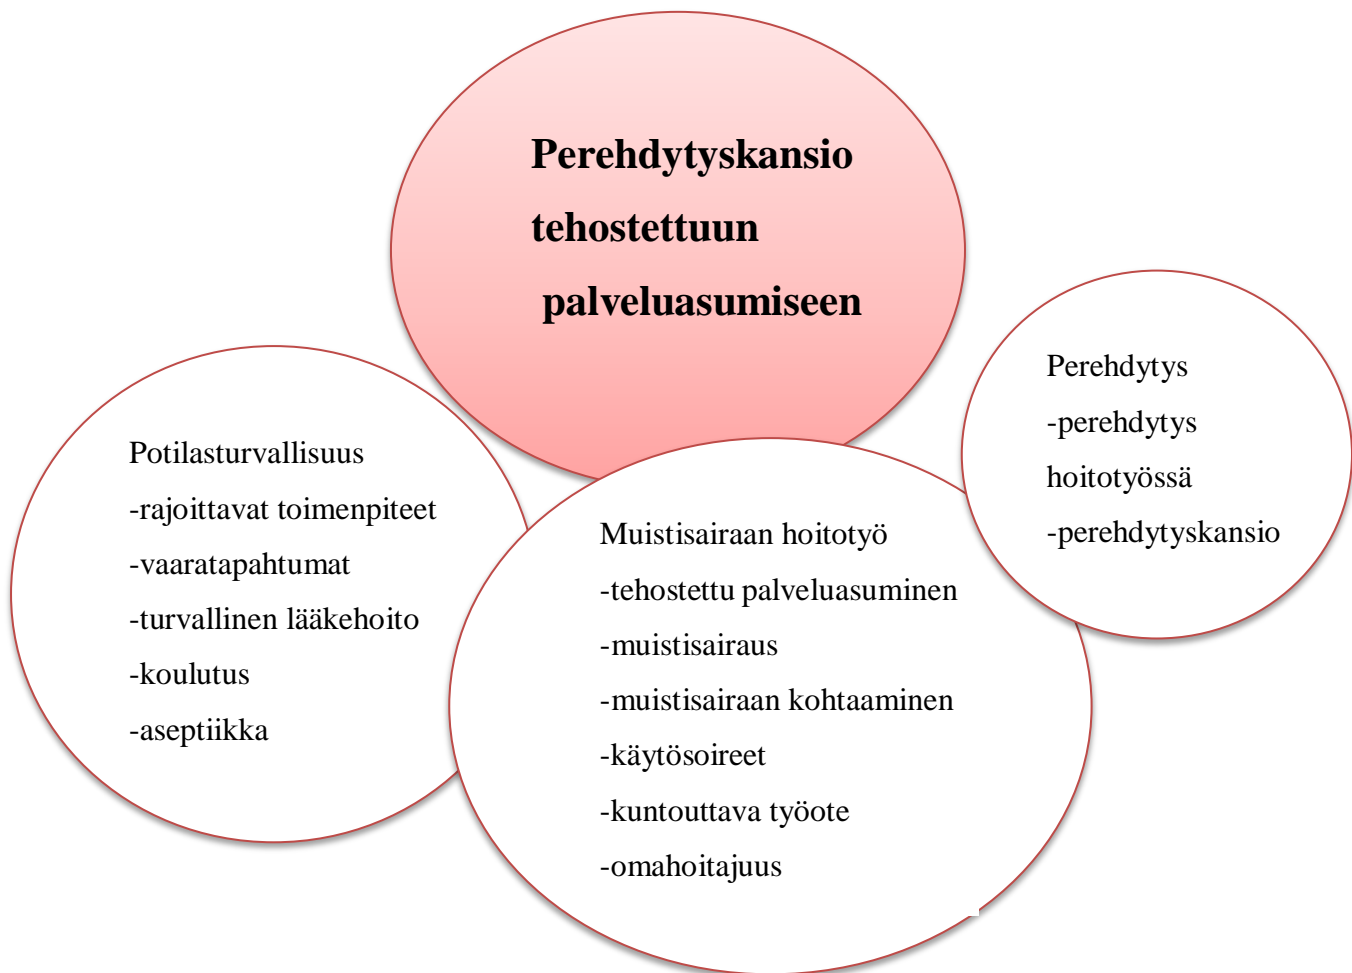 Perehdytyskansio
tehostettuun
palveluasumiseen
Potilasturvallisuus
-rajoittavat toimenpiteet
-vaaratapahtumat
-turvallinen lääkehoito
-koulutus
-aseptiikka
Muistisairaan hoitotyö
-tehostettu palveluasuminen
-muistisairaus
-muistisairaan kohtaaminen
-käytösoireet
-kuntouttava työote
-omahoitajuus
Perehdytys
-perehdytys
hoitotyössä
-perehdytyskansio